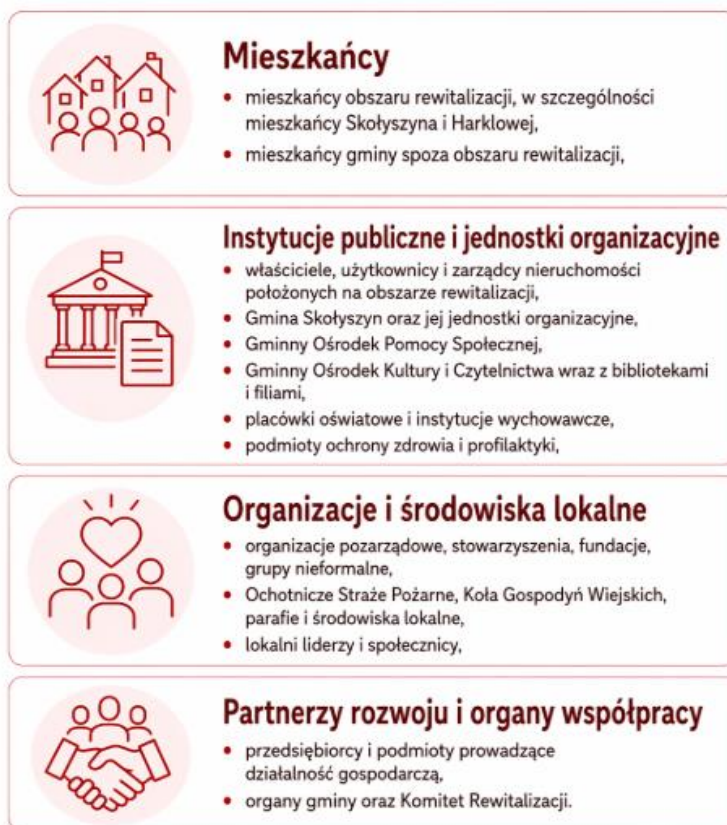 Mieszkańcy
• mieszkańcy obszaru rewitalizacji, w szczególności
mieszkańcy Skołyszyna i Harklowej,
• mieszkańcy gminy spoza obszaru rewitalizacji,
Instytucje publiczne i jednostki organizacyjne
• właściciele, użytkownicy i zarządcy nieruchomości
położonych na obszarze rewitalizacji,
• Gmina Skołyszyn oraz jej jednostki organizacyjne,
• Gminny Ośrodek Pomocy Społecznej,
• Gminny Ośrodek Kultury i Czytelnictwa wraz z bibliotekami
i filiami,
• placówki oświatowe i instytucje wychowawcze,
• podmioty ochrony zdrowia i profilaktyki,
Organizacje i środowiska lokalne
• organizacje pozarządowe, stowarzyszenia, fundacje,
grupy nieformalne,
• Ochotnicze Straże Pożarne, Koła Gospodyń Wiejskich,
parafie i środowiska lokalne,
• lokalni liderzy i społecznicy,
Partnerzy rozwoju i organy współpracy
• przedsiębiorcy i podmioty prowadzące
działalność gospodarczą,
• organy gminy oraz Komitet Rewitalizacji.